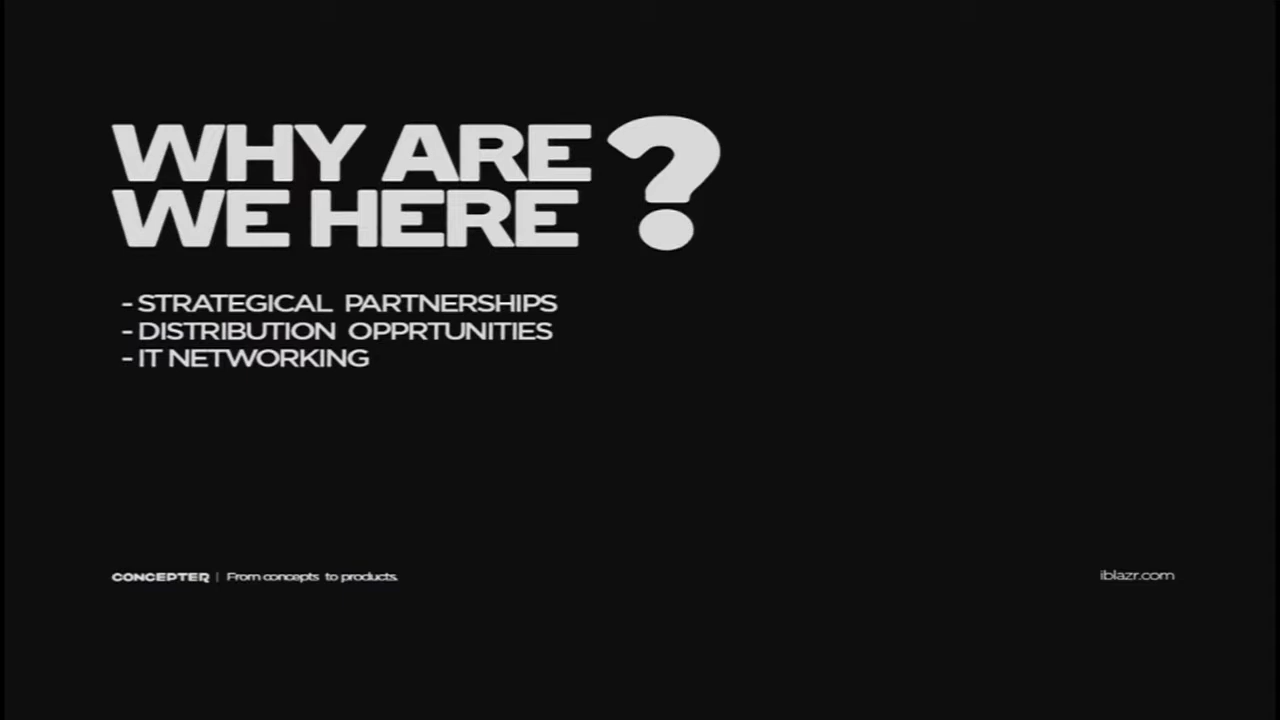 WHY ARE
WE HERE?
- STRATEGICAL PARTNERSHIPS
- DISTRIBUTION OPPRTUNITIES
- IT NETWORKING
CONCEPTER | From concepts to products.
iblazr.com